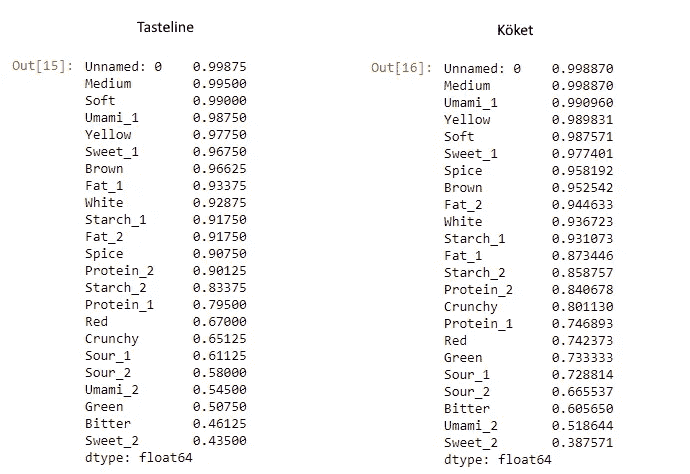 Tasteline
Out[15]: Unnamed: 0 0.99875
Medium 0.99500
Soft 0.99000
Umami_1 0.98750
Yellow 0.97750
Sweet_1 0.96750
Brown 0.96625
Fat_1 0.93375
White 0.92875
Starch_1 0.91750
Fat_2 0.91750
Spice 0.90750
Protein_2 0.90125
Starch_2 0.83375
Protein_1 0.79500
Red 0.67000
Crunchy 0.65125
Sour_1 0.61125
Sour_2 0.58000
Umami_2 0.54500
Green 0.50750
Bitter 0.46125
Sweet_2 0.43500
dtype: float64
Köket
Out[16]: Unnamed: 0 0.998870
Medium 0.998870
Umami_1 0.990960
Yellow 0.989831
Soft 0.987571
Sweet_1 0.977401
Spice 0.958192
Brown 0.952542
Fat_2 0.944633
White 0.936723
Starch_1 0.931073
Fat_1 0.873446
Starch_2 0.858757
Protein_2 0.840678
Crunchy 0.801130
Protein_1 0.746893
Red 0.742373
Green 0.733333
Sour_1 0.728814
Sour_2 0.665537
Bitter 0.605650
Umami_2 0.518644
Sweet_2 0.387571
dtype: float64